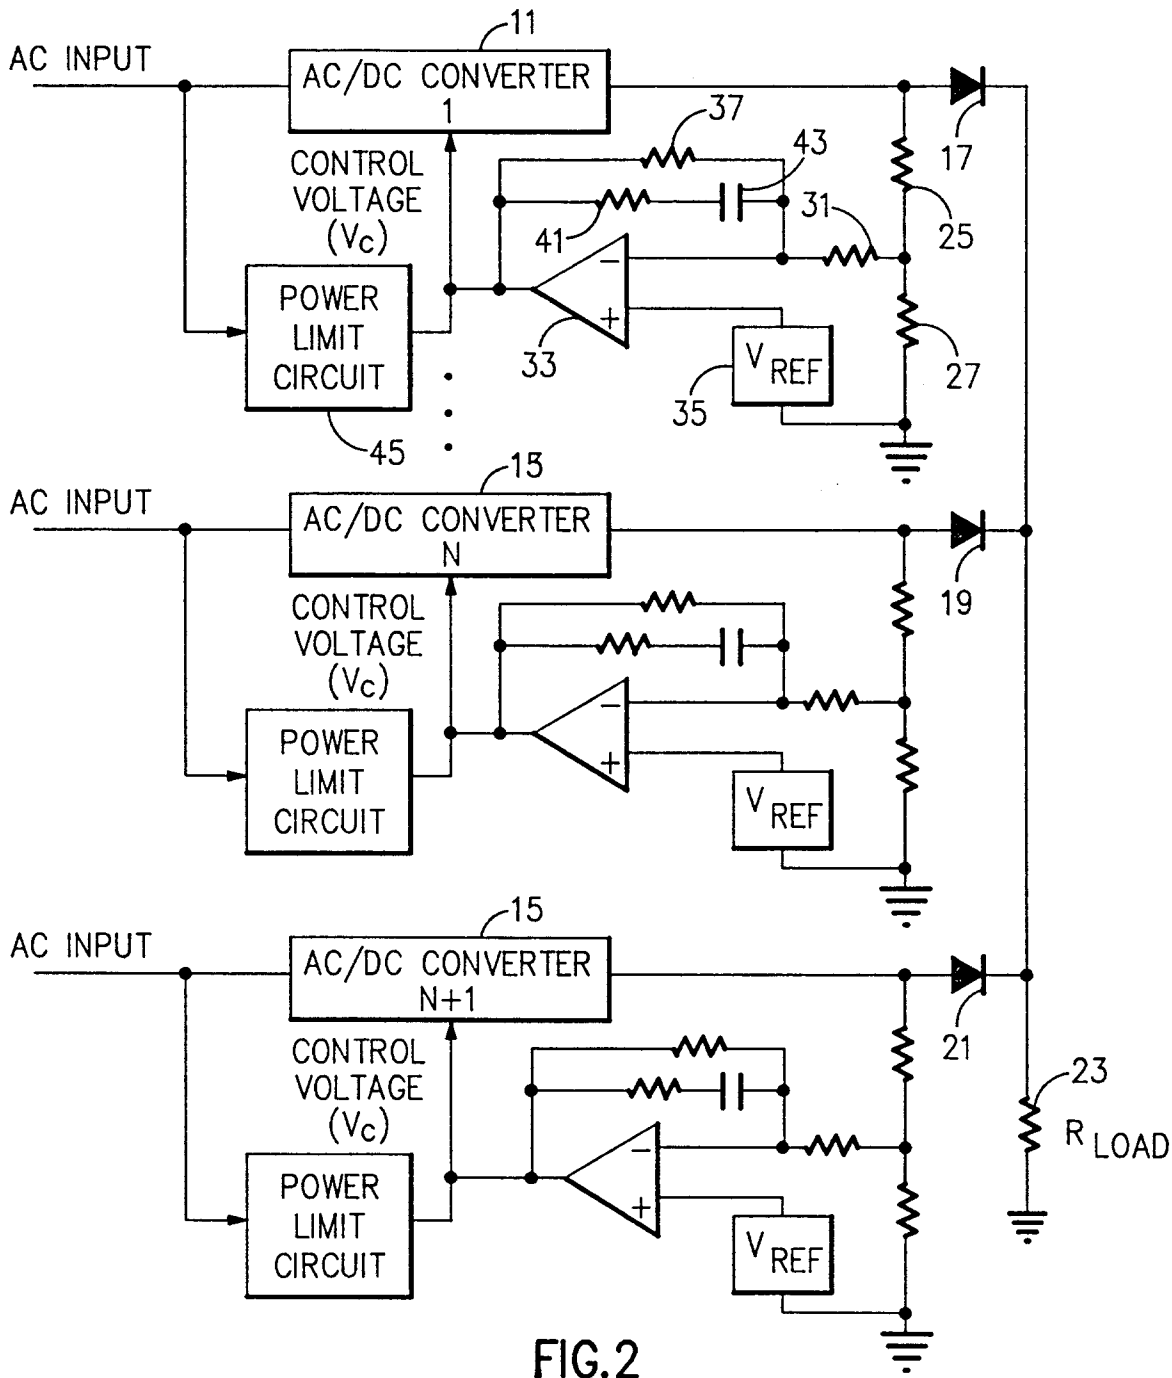 11
AC INPUT
AC/DC CONVERTER
1
37
43
17
CONTROL
VOLTAGE
(VC)
41
31
25
POWER
LIMIT
CIRCUIT
−
+
33
VREF
35
27
45
13
AC INPUT
AC/DC CONVERTER
N
19
CONTROL
VOLTAGE
(VC)
POWER
LIMIT
CIRCUIT
−
+
VREF
15
AC INPUT
AC/DC CONVERTER
N+1
21
CONTROL
VOLTAGE
(VC)
23
RLOAD
POWER
LIMIT
CIRCUIT
−
+
VREF
FIG.2